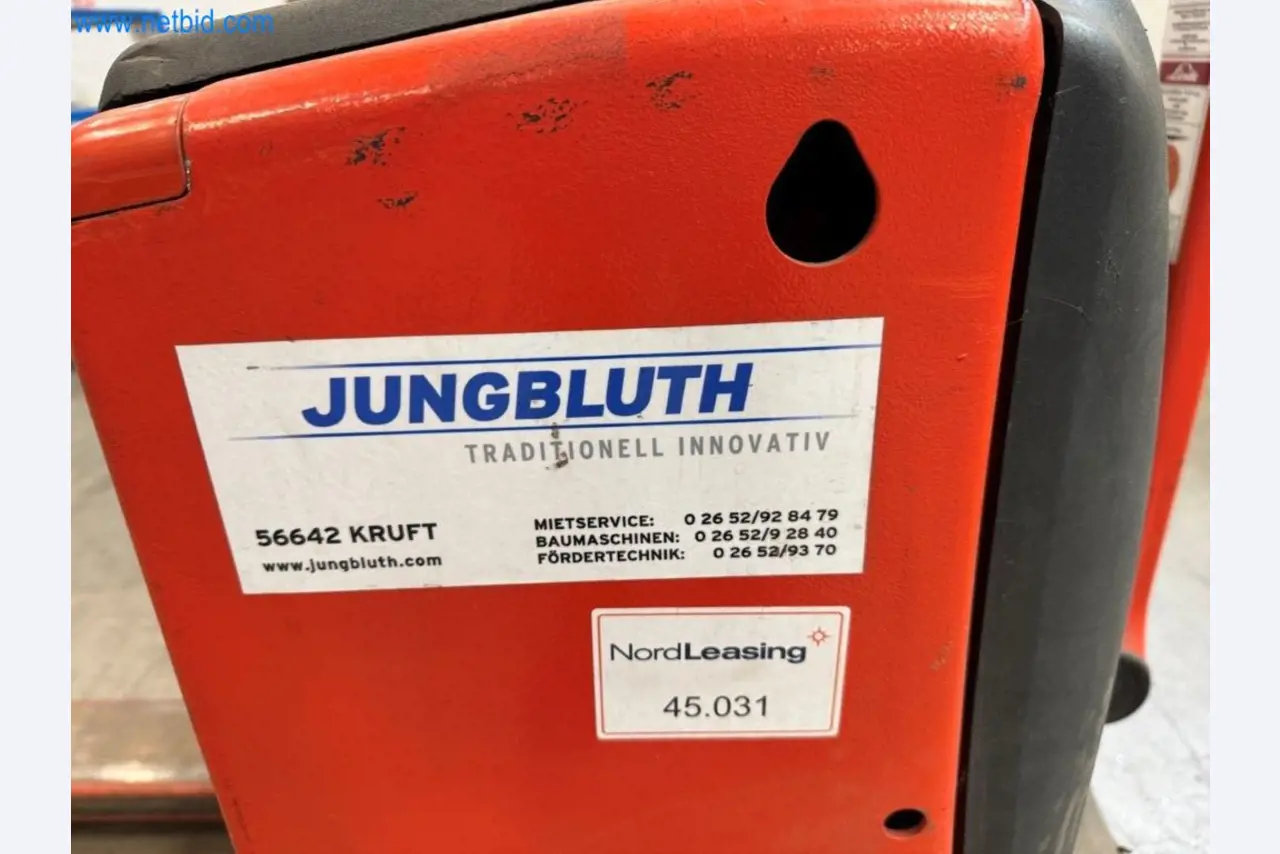 www.netbid.com
JUNGBLUTH
TRADITIONELL INNOVATIV
56642 KRUFT
www.jungbluth.com
MIETSERVICE: 0 26 52/92 84 79
BAUMASCHINEN: 0 26 52/9 28 40
FÖRDERTECHNIK: 0 26 52/93 70
NordLeasing
45.031